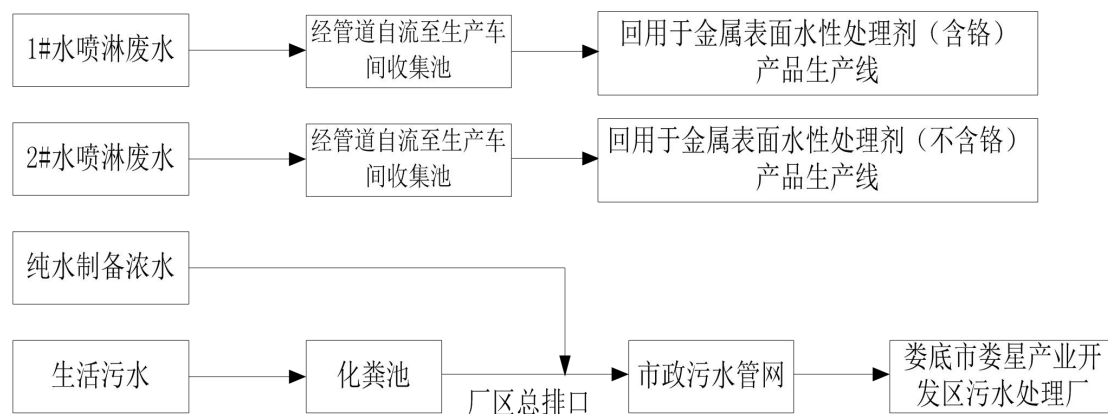 1#水喷淋废水
经管道自流至生产车
间收集池
回用于金属表面水性处理剂（含铬）
产品生产线
2#水喷淋废水
经管道自流至生产车
间收集池
回用于金属表面水性处理剂（不含铬）
产品生产线
纯水制备浓水
生活污水
化粪池
厂区总排口
市政污水管网
娄底市娄星产业开
发区污水处理厂